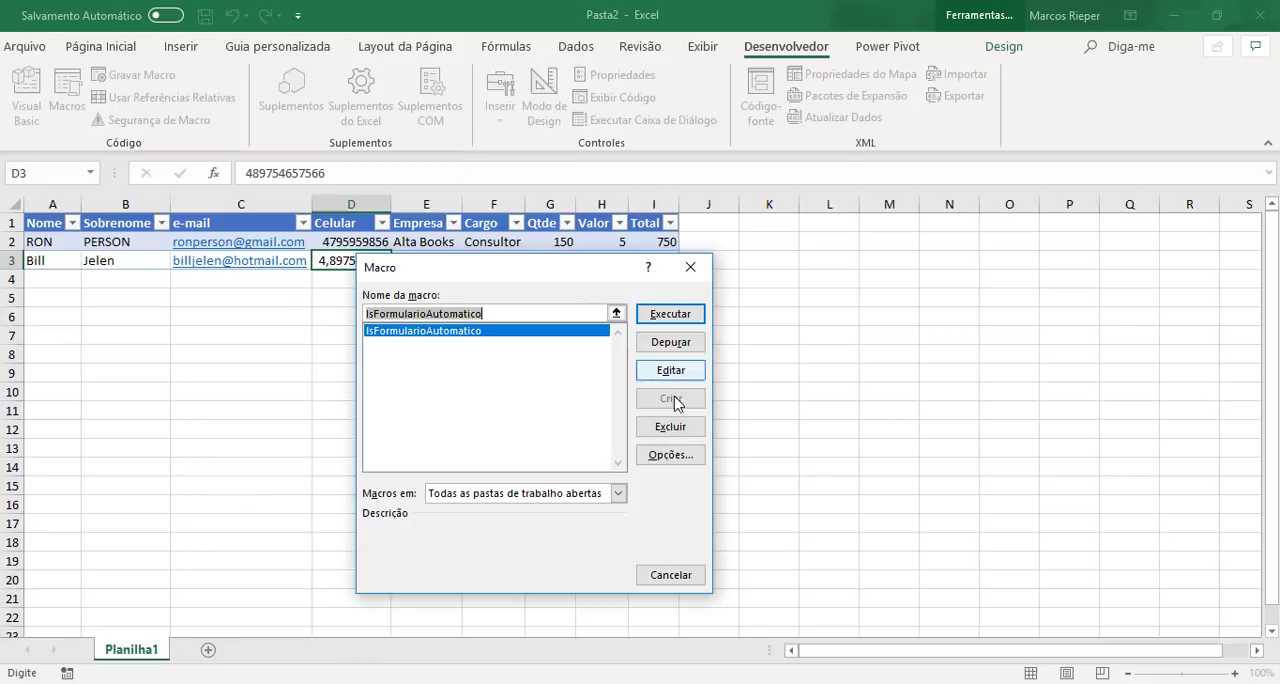 Salvamento Automático
Pasta2 - Excel
Ferramentas...
Marcos Rieper
Arquivo Página Inicial Inserir Guia personalizada Layout da Página Fórmulas Dados Revisão Exibir Desenvolvedor Power Pivot Design Diga-me
Visual Basic
Macros
Gravar Macro
Usar Referências Relativas
Segurança de Macro
Código
Suplementos
Suplementos do Excel
Suplementos COM
Suplementos
Inserir
Modo de Design
Propriedades
Exibir Código
Executar Caixa de Diálogo
Controles
Código-fonte
Propriedades do Mapa
Pacotes de Expansão
Atualizar Dados
Importar
Exportar
XML
D3
fx
489754657566
A B C D E F G H I J K L M N O P Q R S
1 Nome Sobrenome e-mail Celular Empresa Cargo Qtde Valor Total
2 RON PERSON ronperson@gmail.com 4795959856 Alta Books Consultor 150 5 750
3 Bill Jelen billjelen@hotmail.com 4,8975
4
5
6
7
8
9
10
11
12
13
14
15
16
17
18
19
20
21
22
23
Macro
?
Nome da macro:
lsFormularioAutomatico
lsFormularioAutomatico
Executar
Depurar
Editar
Criar
Excluir
Opções...
Macros em: Todas as pastas de trabalho abertas
Descrição
Cancelar
Planilha1
Digite
100%